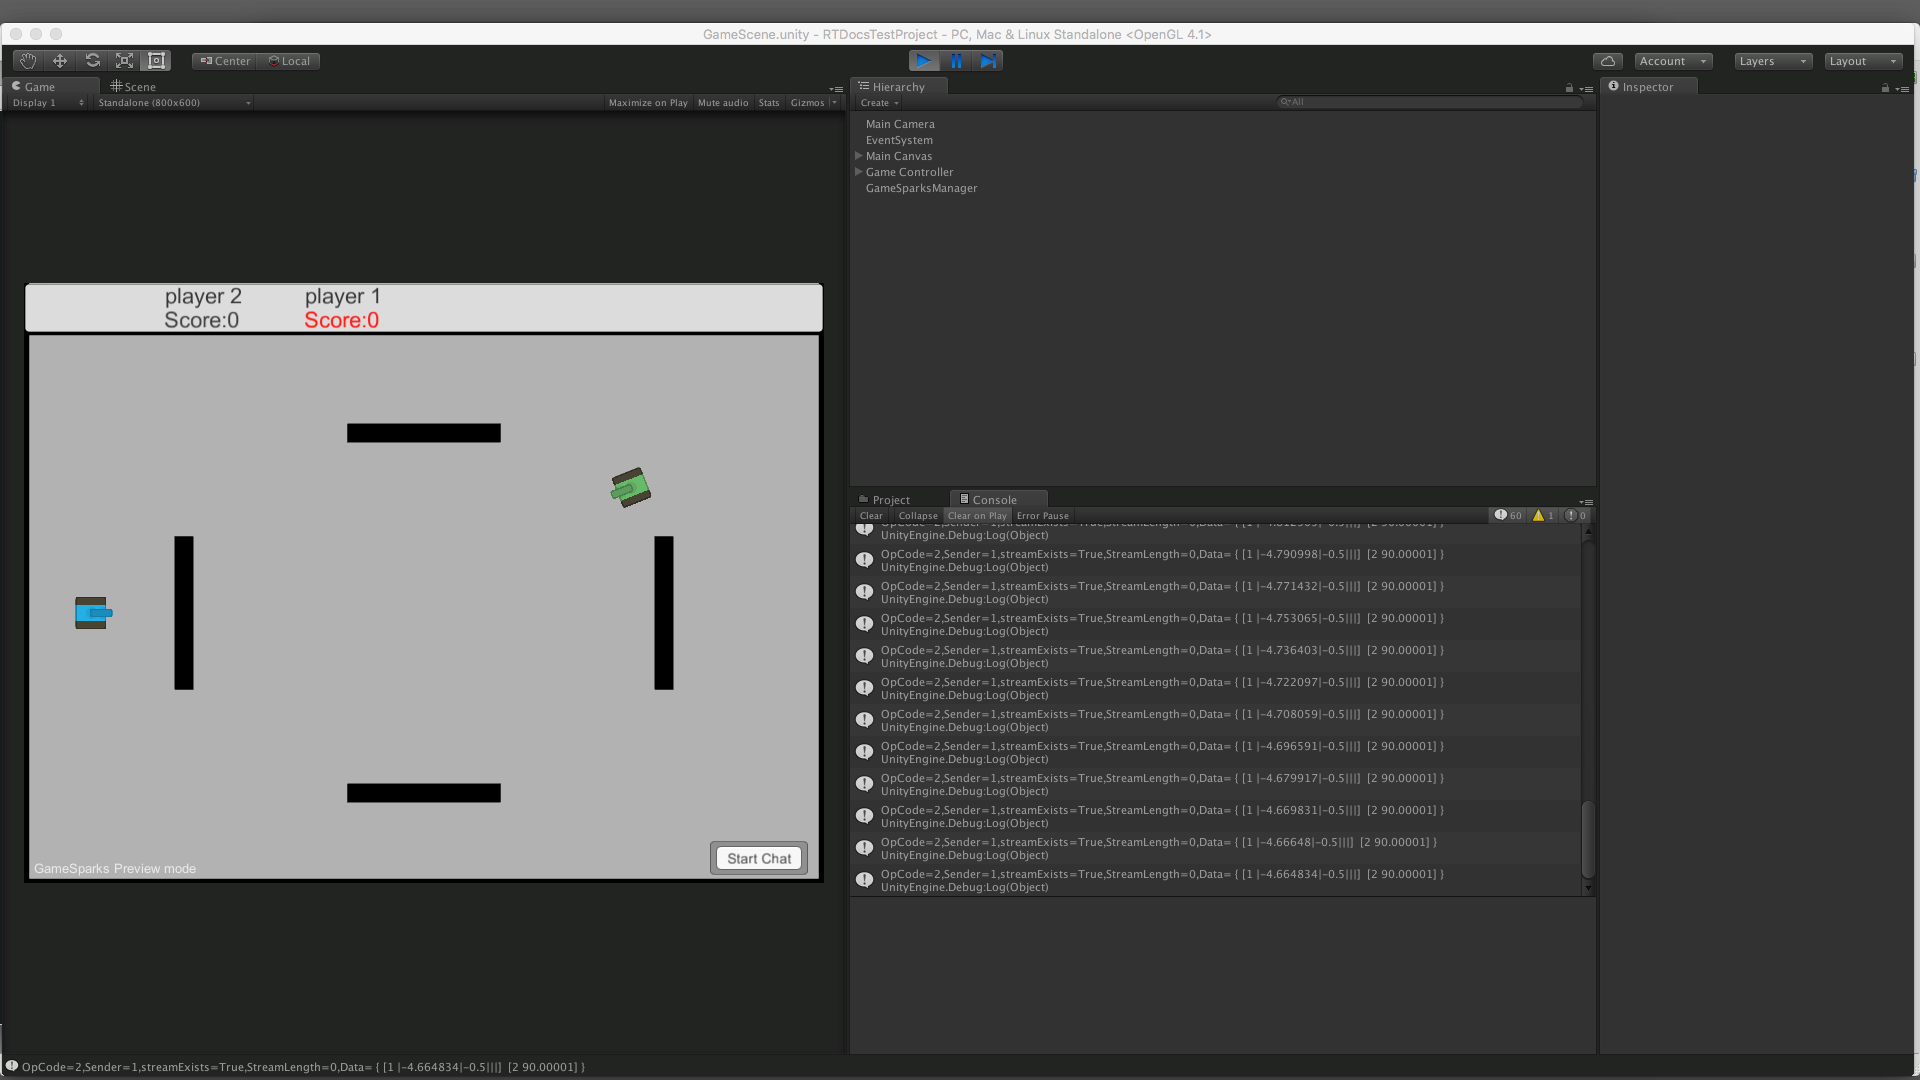 GameScene.unity - RTDocsTestProject - PC, Mac & Linux Standalone <OpenGL 4.1>
Center Local
Account Layers Layout
Game Scene
Display 1 Standalone (800x600) Maximize on Play Mute audio Stats Gizmos
Hierarchy
Create All
Main Camera
EventSystem
Main Canvas
Game Controller
GameSparksManager
Inspector
player 2 player 1
Score:0 Score:0
Start Chat
GameSparks Preview mode
Project Console
Clear Collapse Clear on Play Error Pause 60 1 0
UnityEngine.Debug:Log(Object)
OpCode=2,Sender=1,streamExists=True,StreamLength=0,Data= { [1 |-4.790998|-0.5|||] [2 90.00001] }
UnityEngine.Debug:Log(Object)
OpCode=2,Sender=1,streamExists=True,StreamLength=0,Data= { [1 |-4.771432|-0.5|||] [2 90.00001] }
UnityEngine.Debug:Log(Object)
OpCode=2,Sender=1,streamExists=True,StreamLength=0,Data= { [1 |-4.753065|-0.5|||] [2 90.00001] }
UnityEngine.Debug:Log(Object)
OpCode=2,Sender=1,streamExists=True,StreamLength=0,Data= { [1 |-4.736403|-0.5|||] [2 90.00001] }
UnityEngine.Debug:Log(Object)
OpCode=2,Sender=1,streamExists=True,StreamLength=0,Data= { [1 |-4.722097|-0.5|||] [2 90.00001] }
UnityEngine.Debug:Log(Object)
OpCode=2,Sender=1,streamExists=True,StreamLength=0,Data= { [1 |-4.708059|-0.5|||] [2 90.00001] }
UnityEngine.Debug:Log(Object)
OpCode=2,Sender=1,streamExists=True,StreamLength=0,Data= { [1 |-4.696591|-0.5|||] [2 90.00001] }
UnityEngine.Debug:Log(Object)
OpCode=2,Sender=1,streamExists=True,StreamLength=0,Data= { [1 |-4.679917|-0.5|||] [2 90.00001] }
UnityEngine.Debug:Log(Object)
OpCode=2,Sender=1,streamExists=True,StreamLength=0,Data= { [1 |-4.669831|-0.5|||] [2 90.00001] }
UnityEngine.Debug:Log(Object)
OpCode=2,Sender=1,streamExists=True,StreamLength=0,Data= { [1 |-4.66648|-0.5|||] [2 90.00001] }
UnityEngine.Debug:Log(Object)
OpCode=2,Sender=1,streamExists=True,StreamLength=0,Data= { [1 |-4.664834|-0.5|||] [2 90.00001] }
UnityEngine.Debug:Log(Object)
OpCode=2,Sender=1,streamExists=True,StreamLength=0,Data= { [1 |-4.664834|-0.5|||] [2 90.00001] }